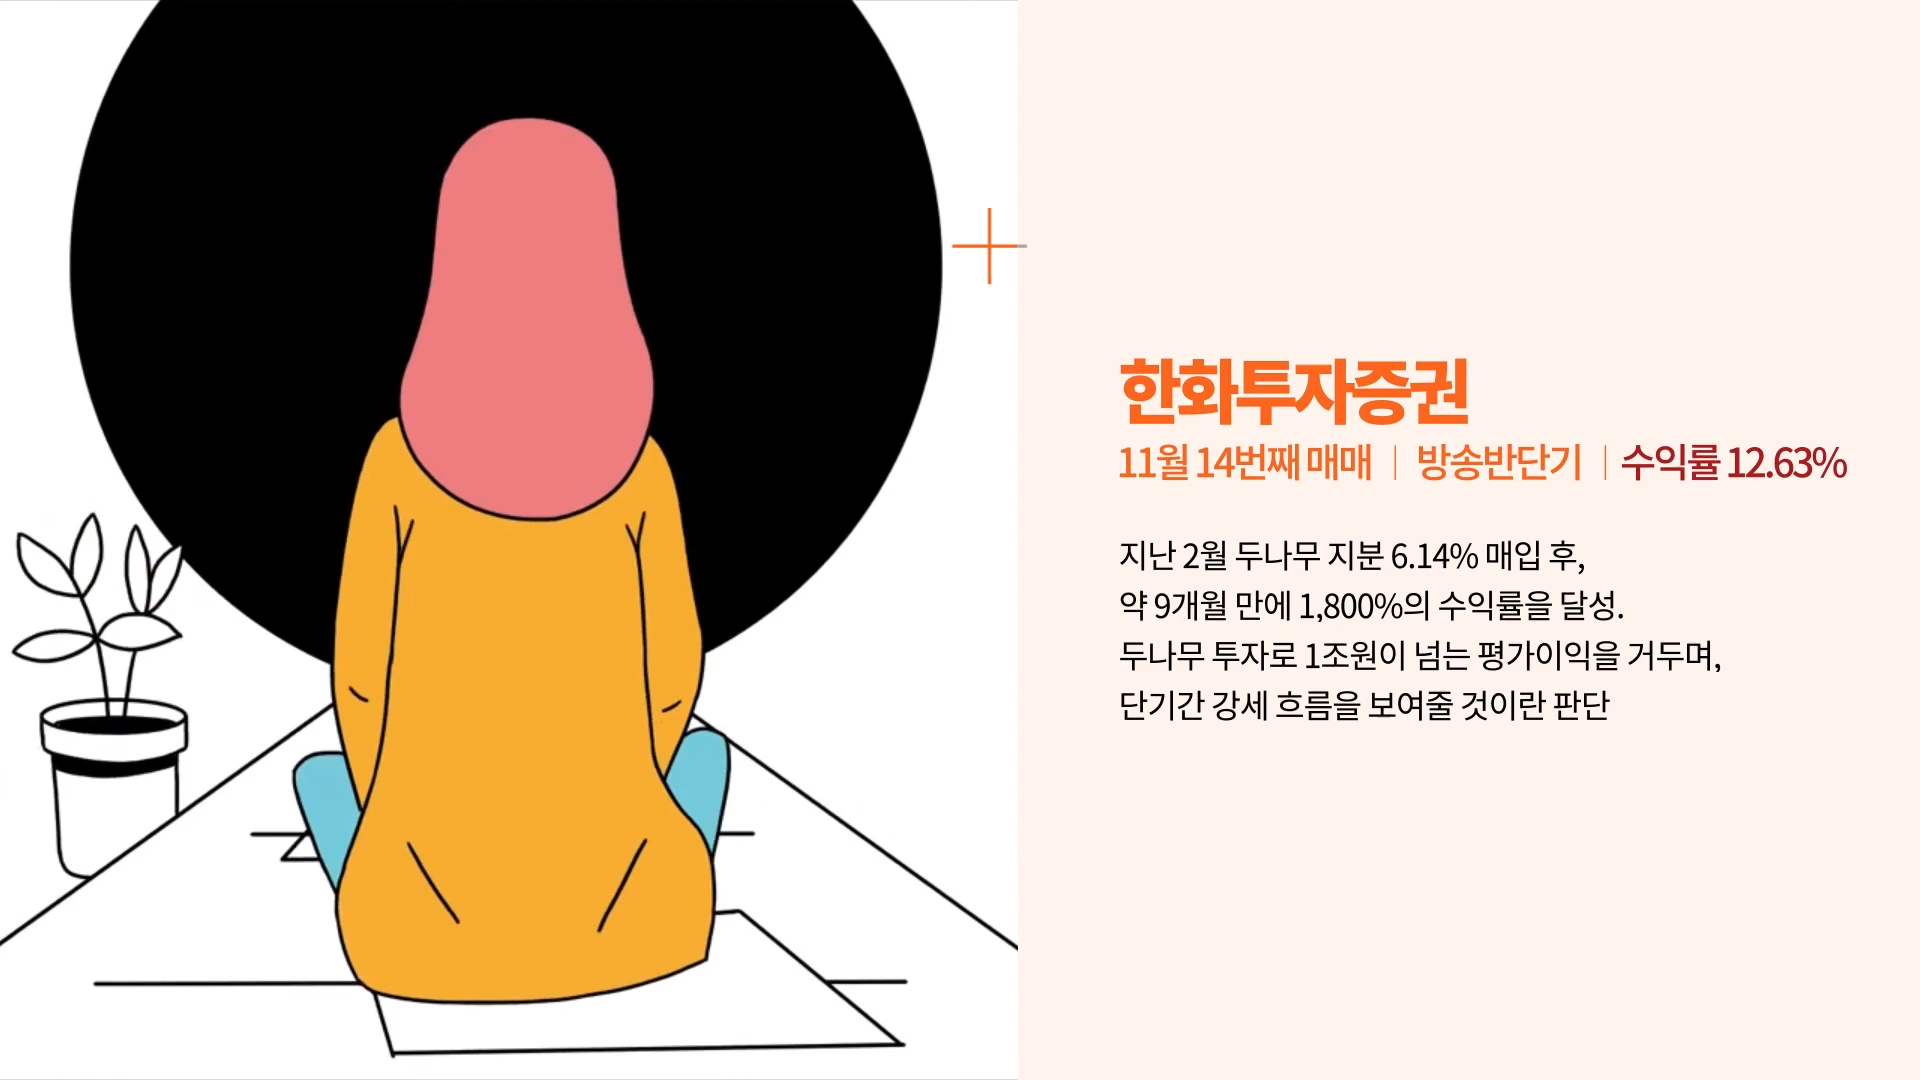 한화투자증권
11월 14번째 매매 | 방송반단기 | 수익률 12.63%
지난 2월 두나무 지분 6.14% 매입 후,
약 9개월 만에 1,800%의 수익률을 달성.
두나무 투자로 1조원이 넘는 평가이익을 거두며,
단기간 강세 흐름을 보여줄 것이란 판단